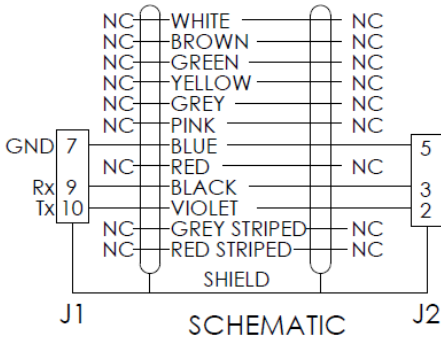 NC WHITE NC
NC BROWN NC
NC GREEN NC
NC YELLOW NC
NC GREY NC
NC PINK NC
GND 7 BLUE 5
NC RED NC
Rx 9 BLACK 3
Tx 10 VIOLET 2
NC GREY STRIPED NC
NC RED STRIPED NC
SHIELD
J1 J2
SCHEMATIC